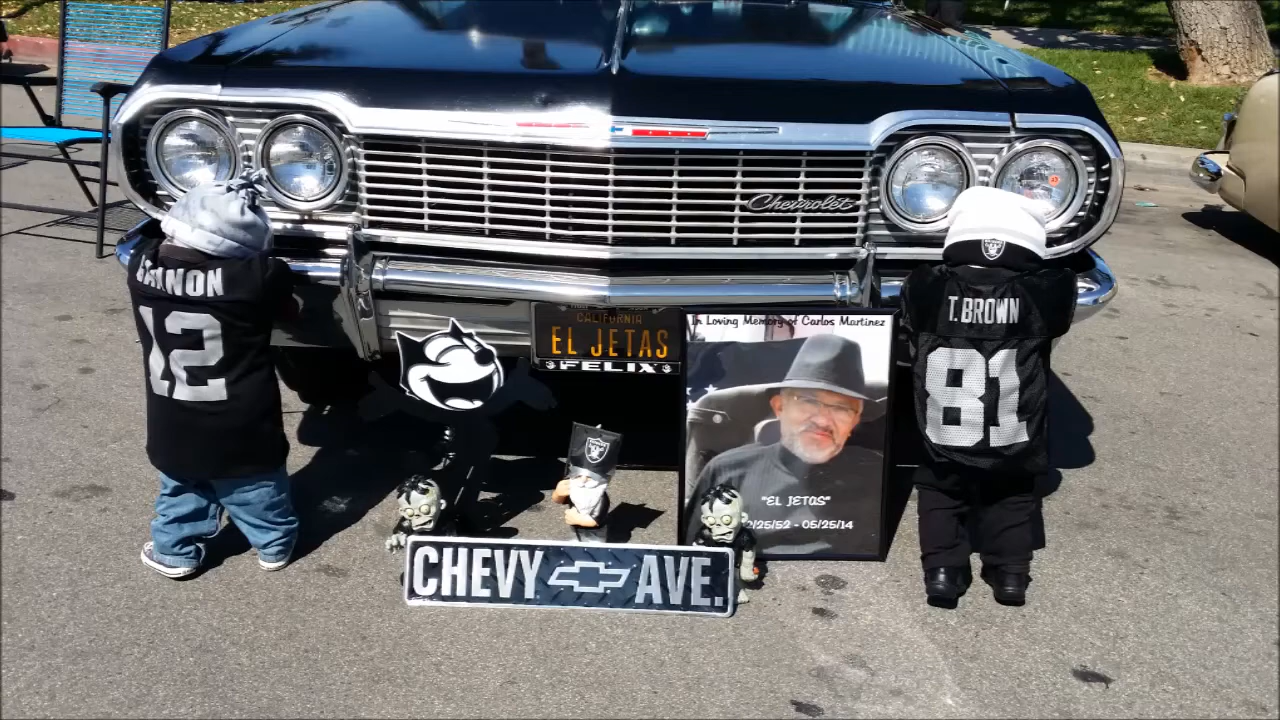 Chevrolet
GANNON
12
T. BROWN
81
CALIFORNIA
EL JETAS
FELIX
In Loving Memory of Carlos Martinez
"EL JETAS"
2/25/52 - 05/25/14
CHEVY AVE.